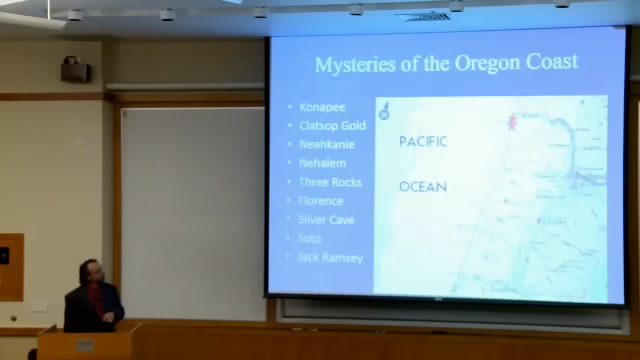 Mysteries of the Oregon Coast
• Konapee
• Clatsop Gold
• Neahkanie
• Nehalem
• Three Rocks
• Florence
• Silver Cave
• Soto
• Jack Ramsey
PACIFIC
OCEAN